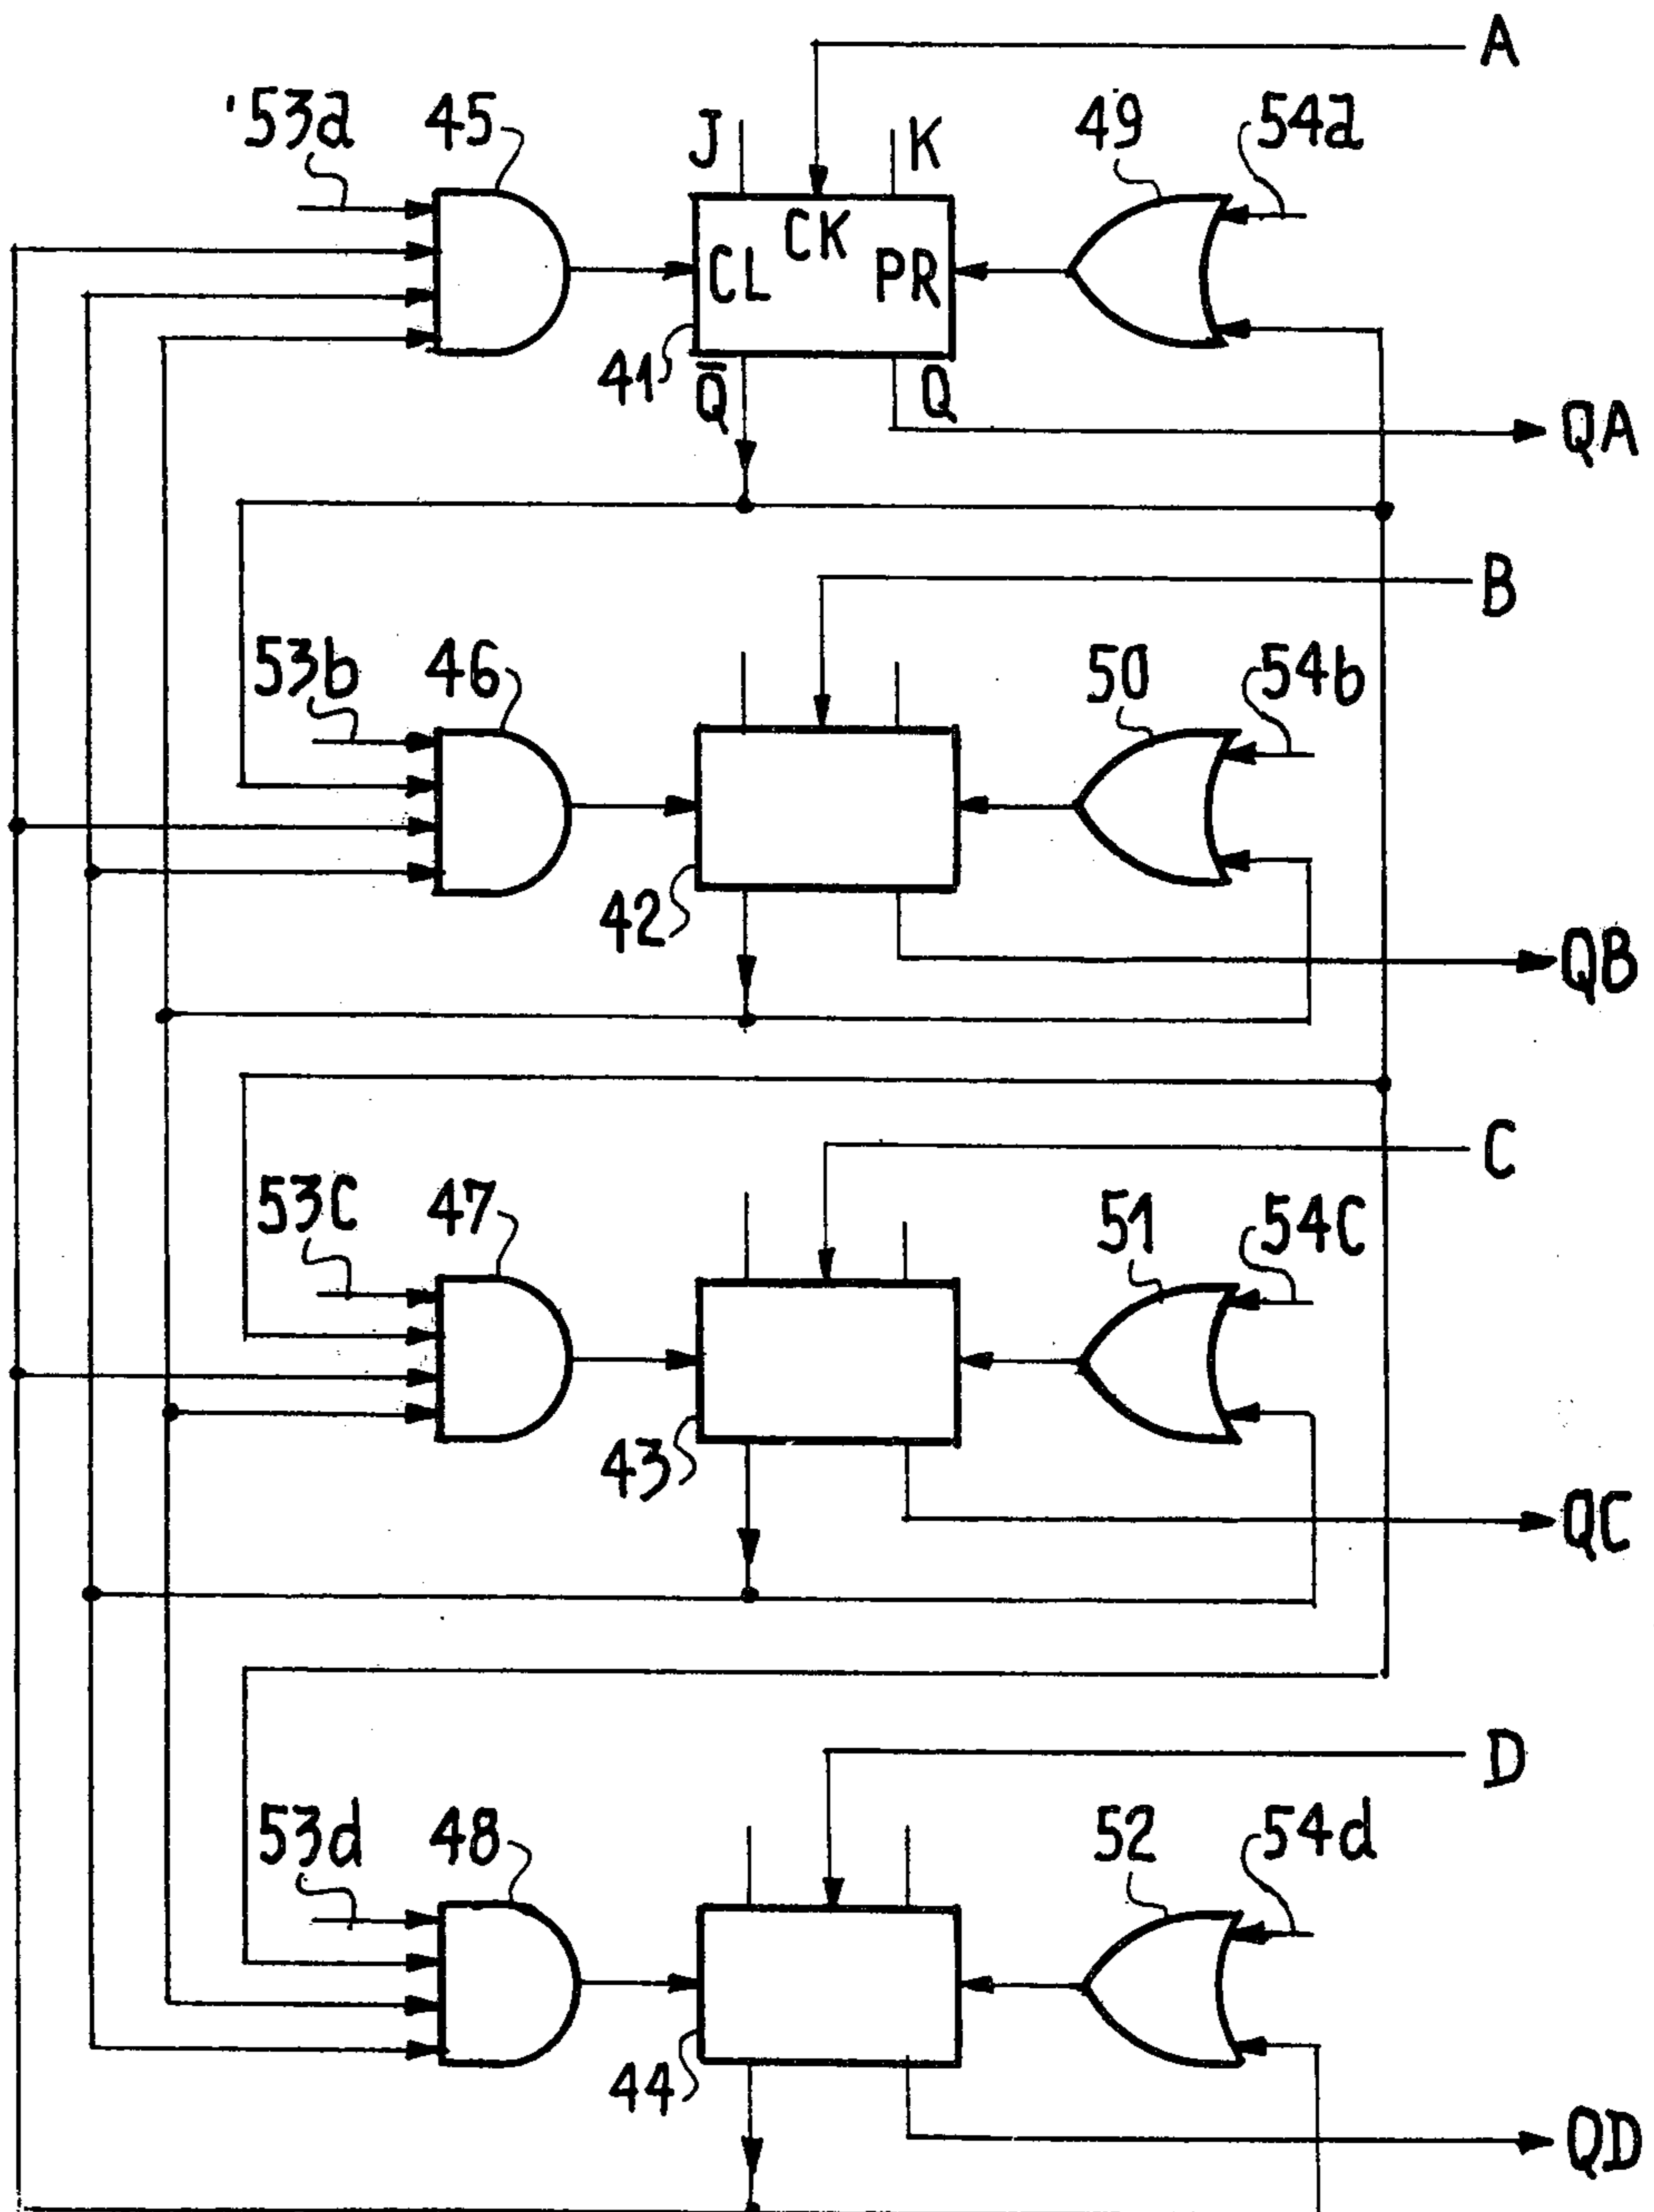 A
53a 45 J K 49 54a
CK
CL PR
41 Q̅ Q
QA
B
53b 46 50 54b
42
QB
C
53C 47 51 54C
43
QC
D
53d 48 52 54d
44
QD